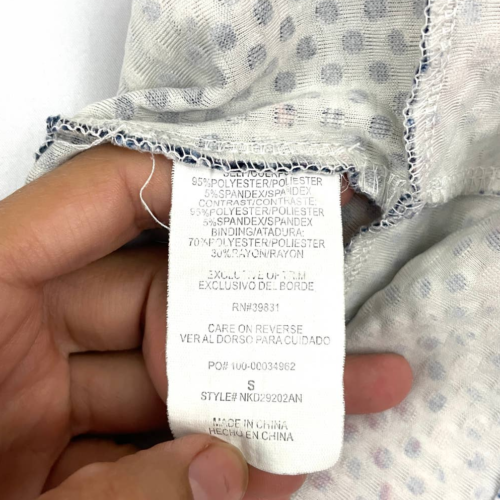 SELF/CUERPO:
95%POLYESTER/POLIESTER
5%SPANDEX/SPANDEX
CONTRAST/CONTRASTE:
95%POLYESTER/POLIESTER
5%SPANDEX/SPANDEX
BINDING/ATADURA:
70%POLYESTER/POLIESTER
30%RAYON/RAYON
EXCLUSIVE OF TRIM
EXCLUSIVO DEL BORDE
RN#39831
CARE ON REVERSE
VER AL DORSO PARA CUIDADO
PO# 100-00034962
S
STYLE# NKD29202AN
MADE IN CHINA
HECHO EN CHINA